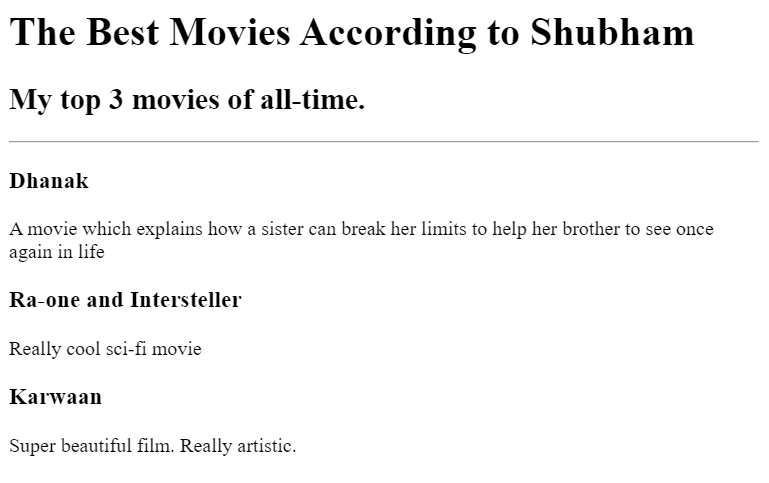 The Best Movies According to Shubham
My top 3 movies of all-time.
Dhanak
A movie which explains how a sister can break her limits to help her brother to see once
again in life
Ra-one and Intersteller
Really cool sci-fi movie
Karwaan
Super beautiful film. Really artistic.